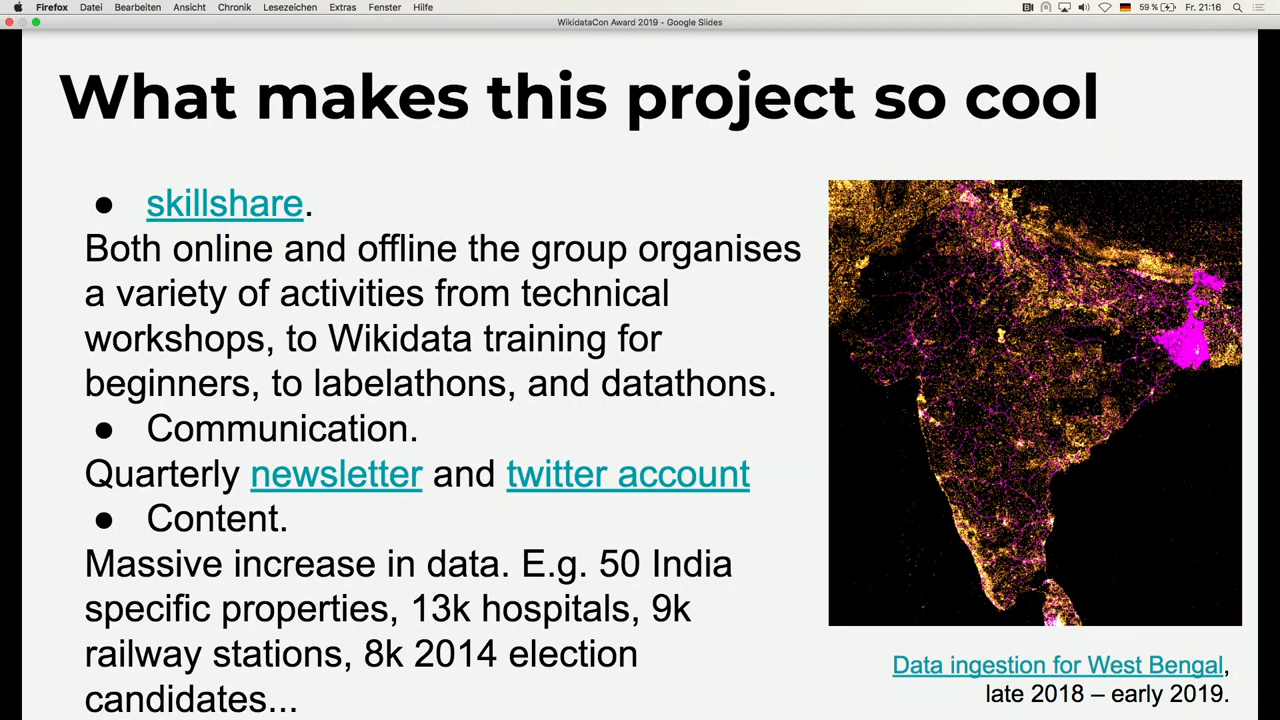 Firefox Datei Bearbeiten Ansicht Chronik Lesezeichen Extras Fenster Hilfe 59 % Fr. 21:16
WikidataCon Award 2019 - Google Slides
What makes this project so cool
● skillshare.
Both online and offline the group organises
a variety of activities from technical
workshops, to Wikidata training for
beginners, to labelathons, and datathons.
● Communication.
Quarterly newsletter and twitter account
● Content.
Massive increase in data. E.g. 50 India
specific properties, 13k hospitals, 9k
railway stations, 8k 2014 election
candidates...
Data ingestion for West Bengal,
late 2018 – early 2019.